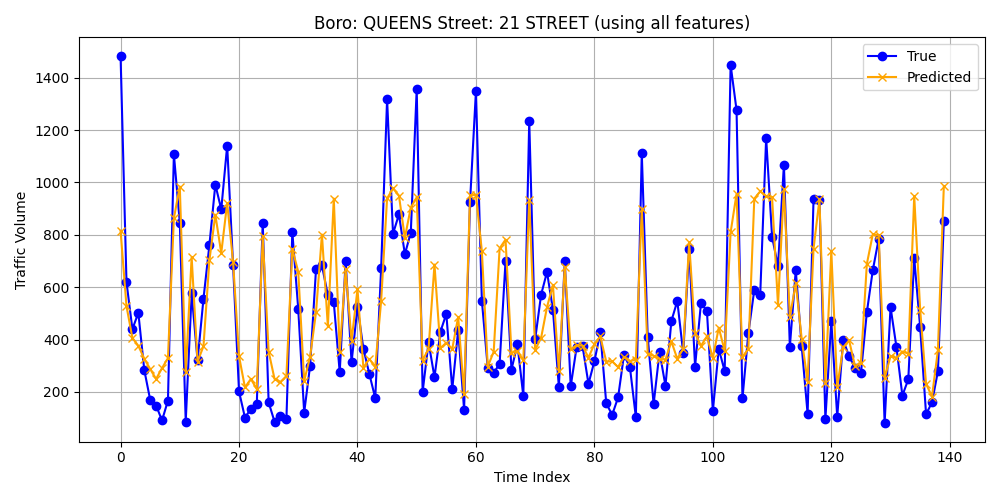 Boro: QUEENS Street: 21 STREET (using all features)
True
Predicted
Traffic Volume
1400
1200
1000
800
600
400
200
0 20 40 60 80 100 120 140
Time Index